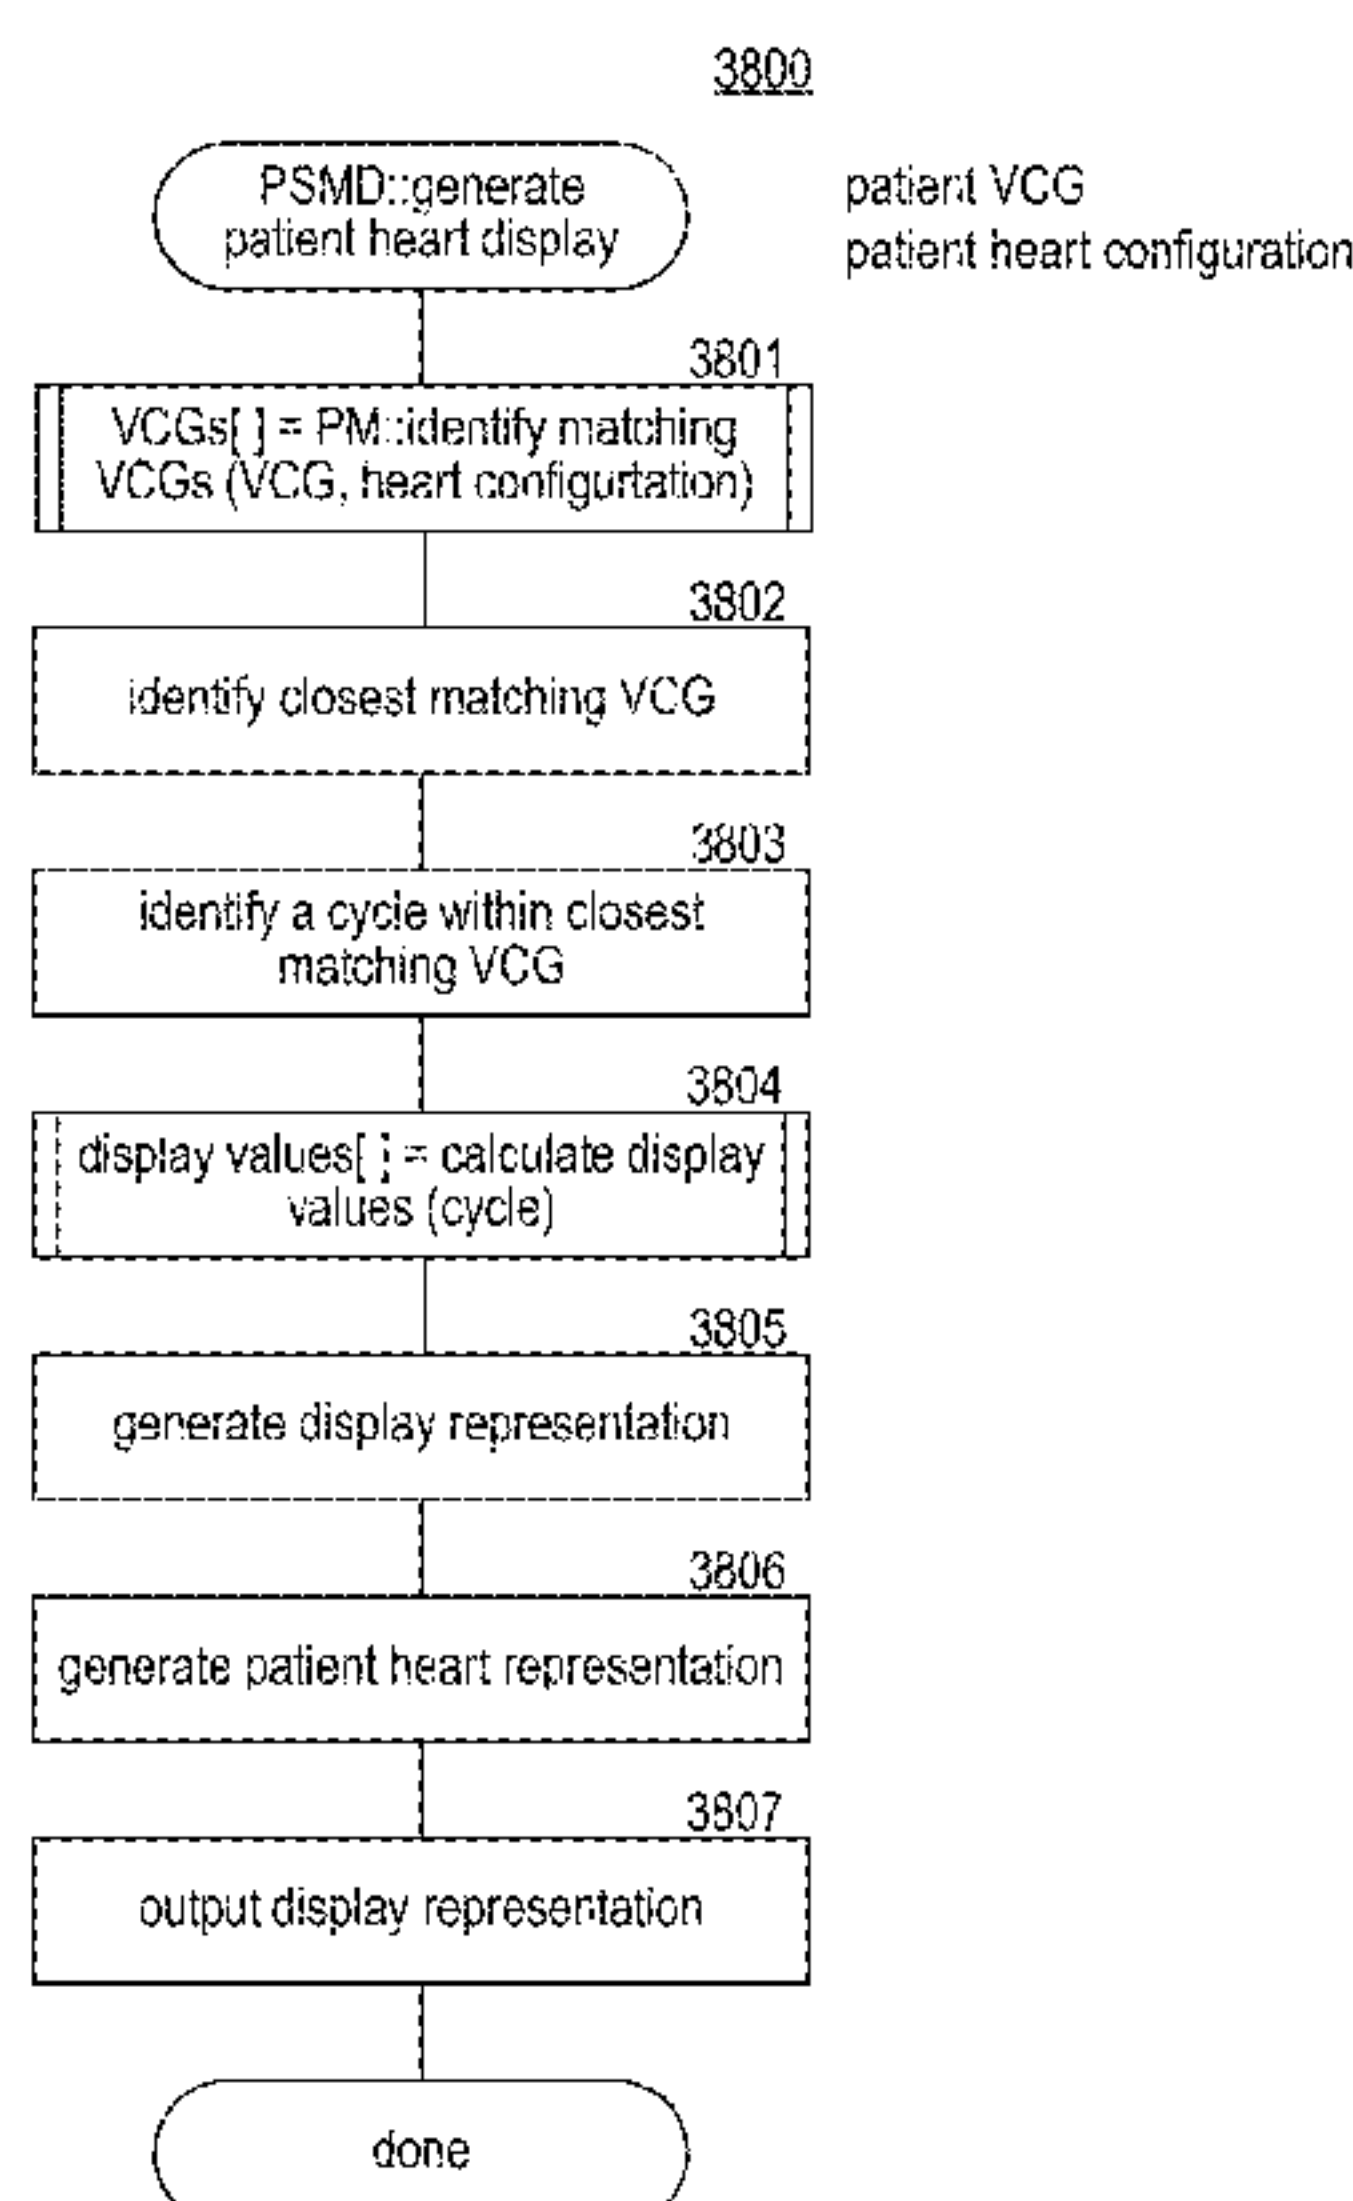 3800
PSMD::generate
patient heart display
patient VCG
patient heart configuration
3801
VCGs[ ] = PM::identify matching
VCGs (VCG, heart configurtation)
3802
identify closest matching VCG
3803
identify a cycle within closest
matching VCG
3804
display values[ ] = calculate display
values (cycle)
3805
generate display representation
3806
generate patient heart representation
3807
output display representation
done